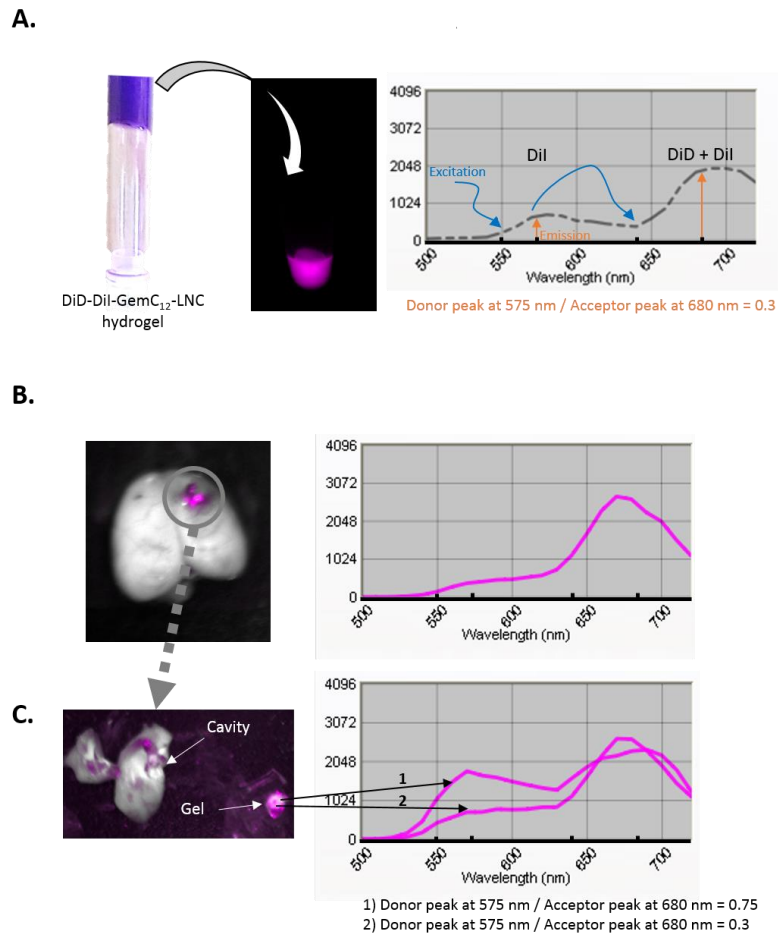 A.
4096
3072
2048
1024
0
DiI
DiD + DiI
Excitation
Emission
500
550
600
650
700
Wavelength (nm)
DiD-DiI-GemC₁₂-LNC
hydrogel
Donor peak at 575 nm / Acceptor peak at 680 nm = 0.3
B.
4096
3072
2048
1024
0
500
550
600
650
700
Wavelength (nm)
C.
Cavity
Gel
4096
3072
2048
1024
0
1
2
500
550
600
650
700
Wavelength (nm)
1) Donor peak at 575 nm / Acceptor peak at 680 nm = 0.75
2) Donor peak at 575 nm / Acceptor peak at 680 nm = 0.3